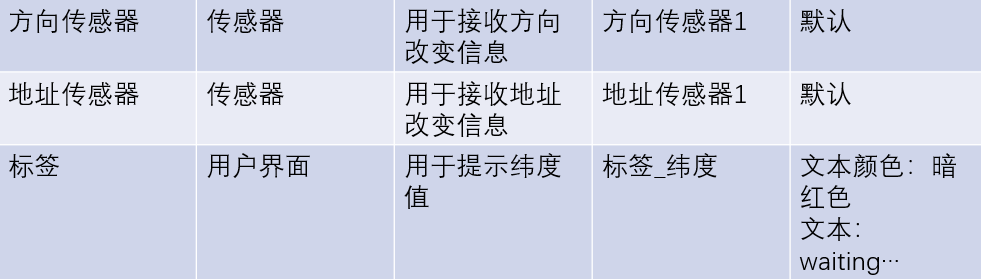 方向传感器
传感器
用于接收方向
改变信息
方向传感器1
默认
地址传感器
传感器
用于接收地址
改变信息
地址传感器1
默认
标签
用户界面
用于提示纬度
值
标签_纬度
文本颜色：暗
红色
文本：
waiting…